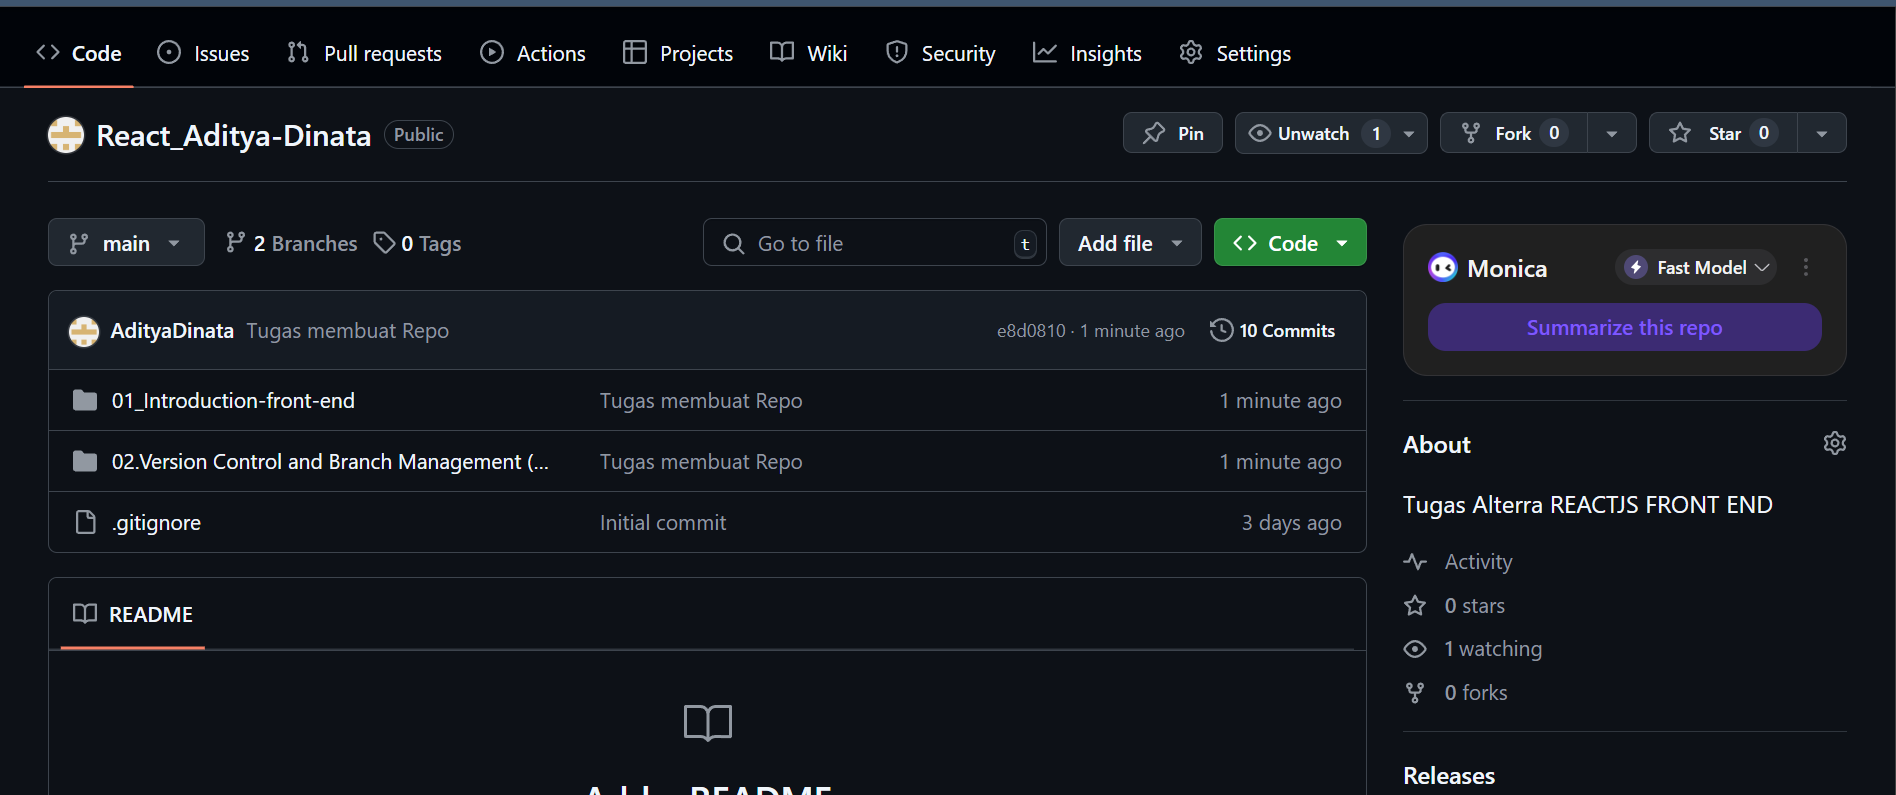 Code Issues Pull requests Actions Projects Wiki Security Insights Settings
React_Aditya-Dinata Public Pin Unwatch 1 Fork 0 Star 0
main 2 Branches 0 Tags Go to file t Add file Code
AdityaDinata Tugas membuat Repo e8d0810 · 1 minute ago 10 Commits
01_Introduction-front-end Tugas membuat Repo 1 minute ago
02.Version Control and Branch Management (... Tugas membuat Repo 1 minute ago
.gitignore Initial commit 3 days ago
README
Monica Fast Model
Summarize this repo
About
Tugas Alterra REACTJS FRONT END
Activity
0 stars
1 watching
0 forks
Releases